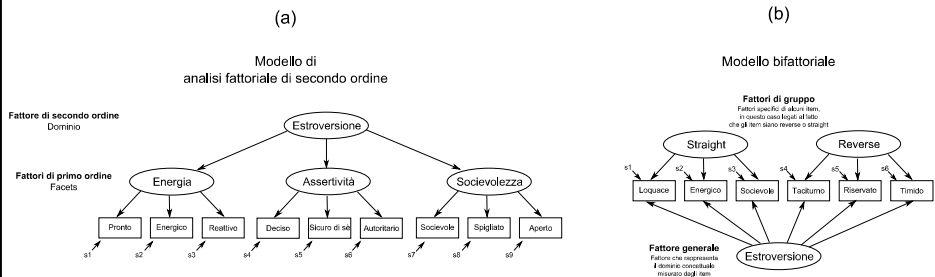 (a)
Modello di
analisi fattoriale di secondo ordine
Fattore di secondo ordine
Dominio
Estroversione
Fattori di primo ordine
Facets
Energia
Assertività
Socievolezza
Pronto
Energico
Reattivo
Deciso
Sicuro di sè
Autoritario
Socievole
Spigliato
Aperto
s1
s2
s3
s4
s5
s6
s7
s8
s9
(b)
Modello bifattoriale
Fattori di gruppo
Fattori specifici di alcuni item,
in questo caso legati al fatto
che gli item siano reverse o straight
Straight
Reverse
s1
s2
s3
s4
s5
s6
Loquace
Energico
Socievole
Taciturno
Riservato
Timido
Fattore generale
Fattore che rappresenta
il dominio concettuale
misurato dagli item
Estroversione